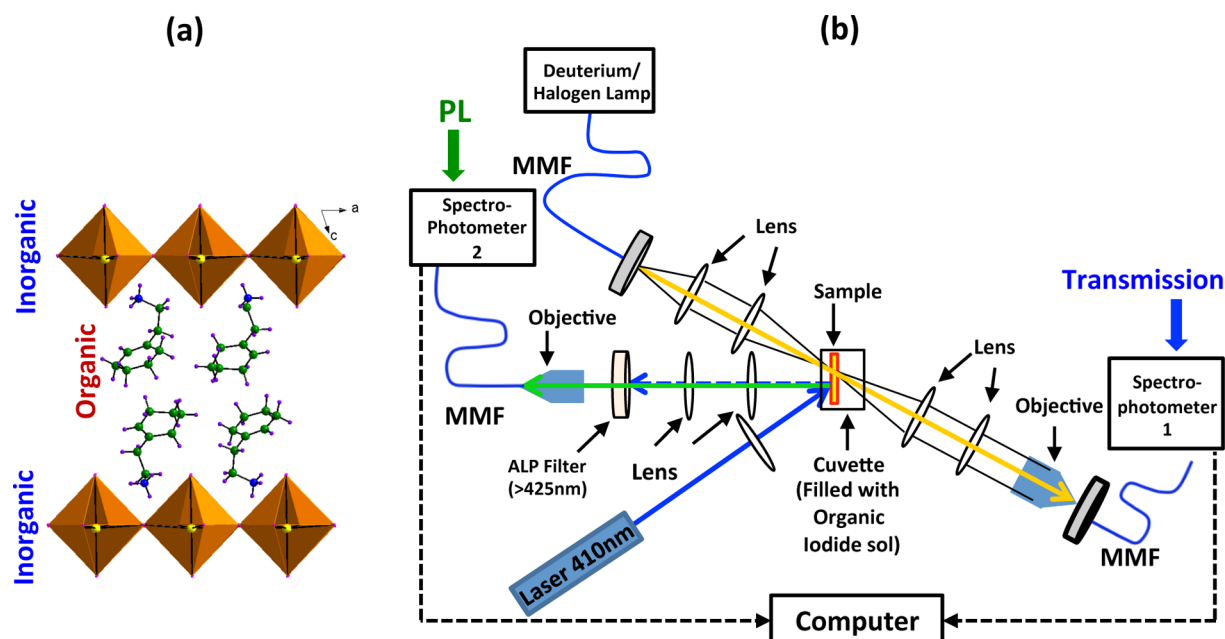 (a)
Inorganic
Organic
Inorganic
a
c
(b)
Deuterium/
Halogen Lamp
PL
MMF
Spectro-
Photometer
2
Lens
Sample
Transmission
Objective
Lens
Objective
Spectro-
photometer
1
MMF
ALP Filter
(>425nm)
Lens
Cuvette
(Filled with
Organic
Iodide sol)
Laser 410nm
MMF
Computer